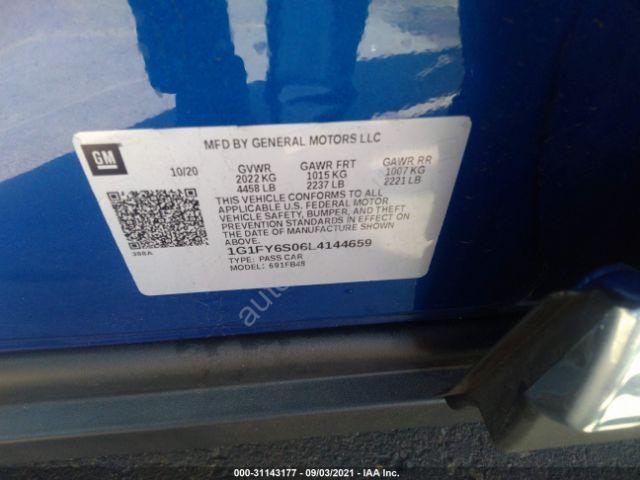 MFD BY GENERAL MOTORS LLC
GM
10/20 GVWR GAWR FRT GAWR RR
2022 KG 1015 KG 1007 KG
4458 LB 2237 LB 2221 LB
THIS VEHICLE CONFORMS TO ALL
APPLICABLE U.S. FEDERAL MOTOR
VEHICLE SAFETY, BUMPER, AND THEFT
PREVENTION STANDARDS IN EFFECT ON
THE DATE OF MANUFACTURE SHOWN
ABOVE.
398A
1G1FY6S06L4144659
TYPE: PASS CAR
MODEL: 691FB48
000-31143177 - 09/03/2021 - IAA Inc.